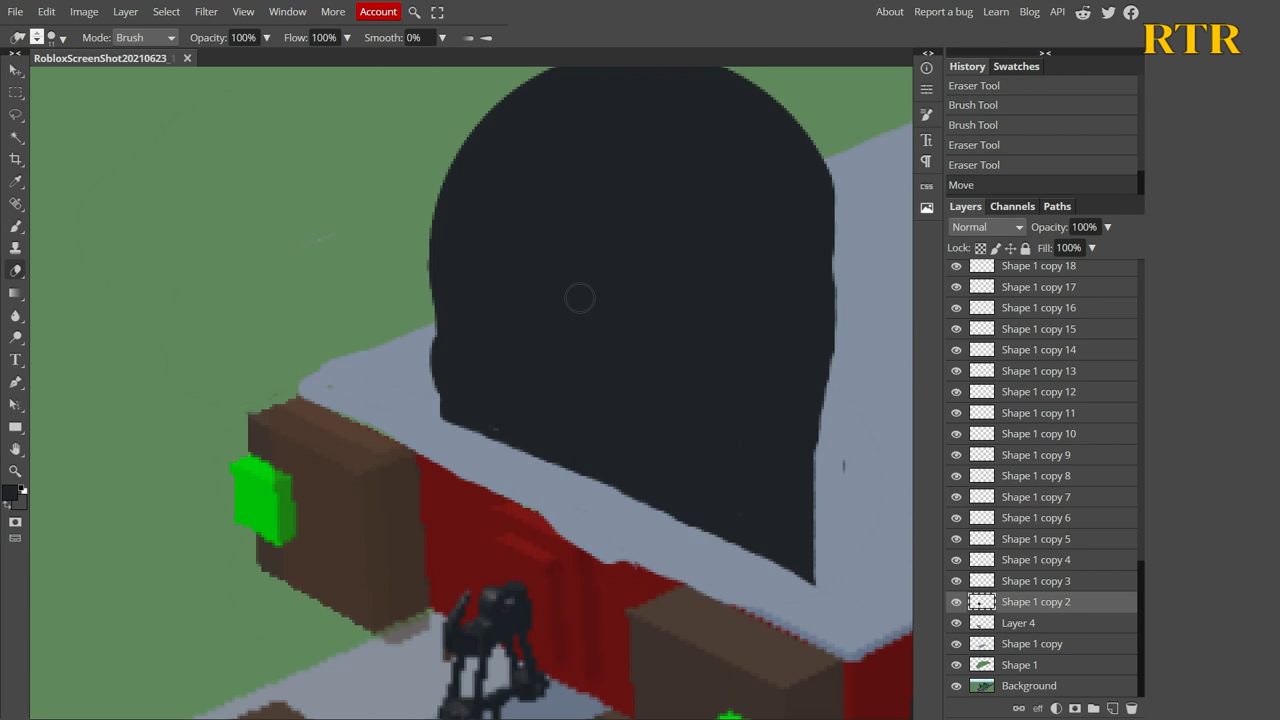 File Edit Image Layer Select Filter View Window More Account About Report a bug Learn Blog API
Mode: Brush Opacity: 100% Flow: 100% Smooth: 0%
RTR
RobloxScreenShot20210623_
History Swatches
Eraser Tool
Brush Tool
Brush Tool
Eraser Tool
Eraser Tool
Move
Layers Channels Paths
Normal Opacity: 100%
Lock: Fill: 100%
Shape 1 copy 18
Shape 1 copy 17
Shape 1 copy 16
Shape 1 copy 15
Shape 1 copy 14
Shape 1 copy 13
Shape 1 copy 12
Shape 1 copy 11
Shape 1 copy 10
Shape 1 copy 9
Shape 1 copy 8
Shape 1 copy 7
Shape 1 copy 6
Shape 1 copy 5
Shape 1 copy 4
Shape 1 copy 3
Shape 1 copy 2
Layer 4
Shape 1 copy
Shape 1
Background
eff
CSS